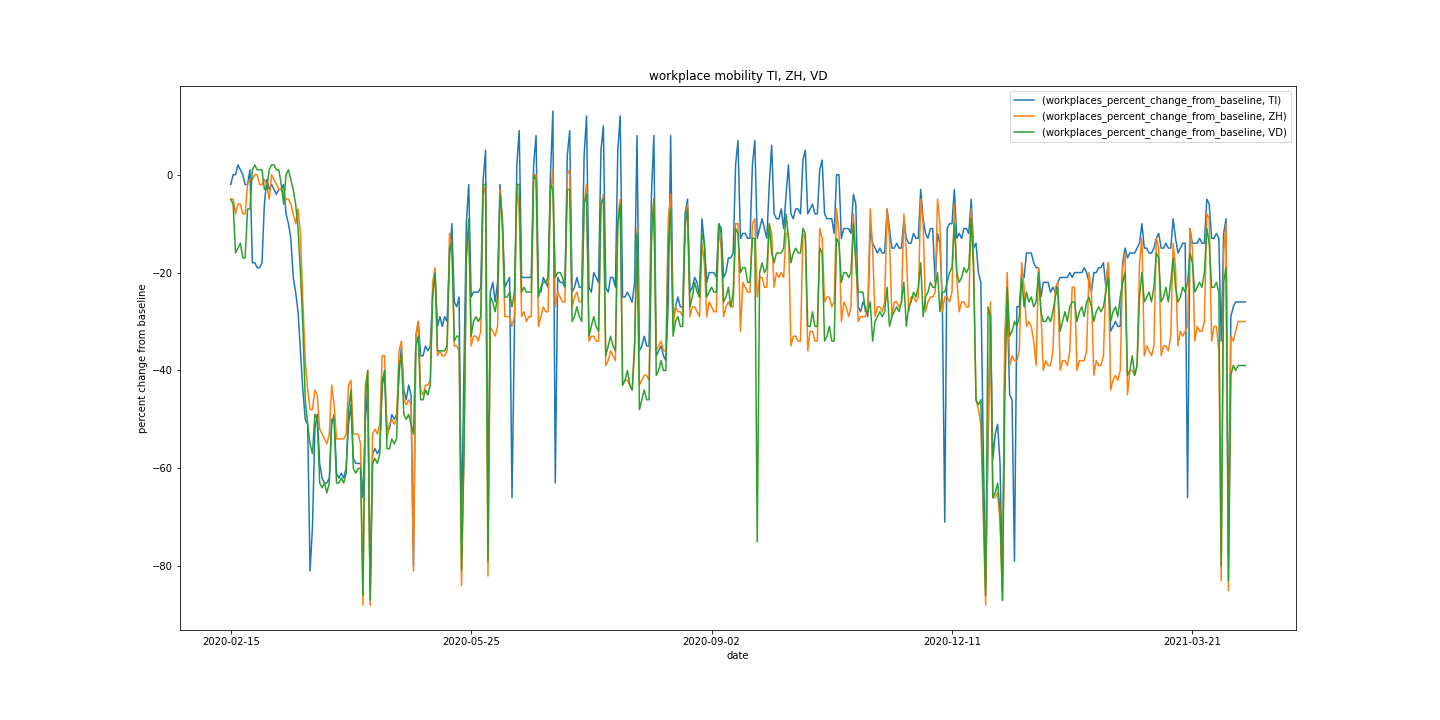 workplace mobility TI, ZH, VD
(workplaces_percent_change_from_baseline, TI)
(workplaces_percent_change_from_baseline, ZH)
(workplaces_percent_change_from_baseline, VD)
percent change from baseline
0
−20
−40
−60
−80
2020-02-15
2020-05-25
2020-09-02
2020-12-11
2021-03-21
date